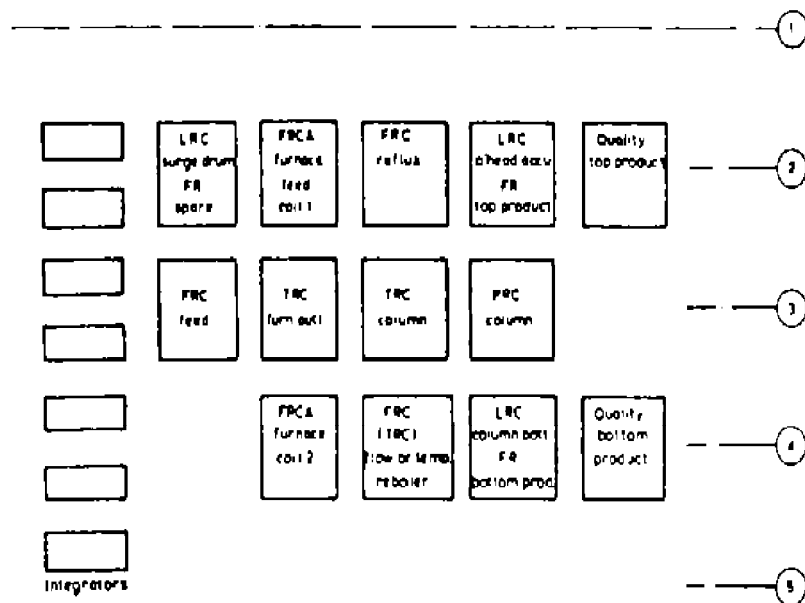 1
LRC
surge drum
FR
spare
FRCA
furnace
feed
coil 1
FRC
reflux
LRC
o'head accu
FR
top product
Quality
top product
2
FRC
feed
TRC
furn outl
TRC
column
PRC
column
3
FRCA
furnace
coil 2
FRC
(TRC)
flow or temp
reboiler
LRC
column bott
FR
bottom prod
Quality
bottom
product
4
Integrators
5